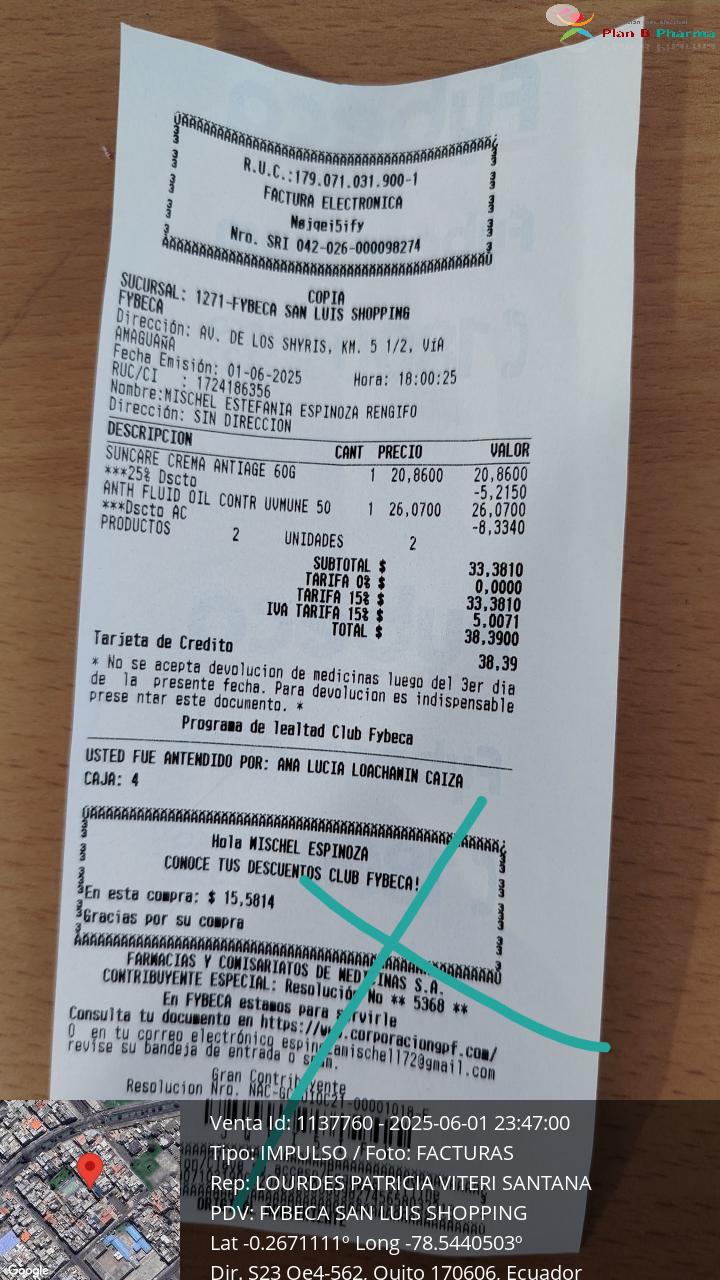 Plan B Pharma
R.U.C.:179.071.031.900-1
FACTURA ELECTRONICA
Nro. SRI 042-026-000098274
COPIA
SUCURSAL: 1271-FYBECA SAN LUIS SHOPPING
FYBECA
Dirección: AV. DE LOS SHYRIS, KM. 5 1/2, VíA
AMAGUAñA
Fecha Emisión: 01-06-2025 Hora: 18:00:25
RUC/CI : 1724186356
Nombre:MISCHEL ESTEFANIA ESPINOZA RENGIFO
Dirección: SIN DIRECCION
DESCRIPCION CANT PRECIO VALOR
SUNCARE CREMA ANTIAGE 60G 1 20,8600 20,8600
***25% Dscto -5,2150
ANTH FLUID OIL CONTR UVMUNE 50 1 26,0700 26,0700
***Dscto AC -8,3340
PRODUCTOS 2 UNIDADES 2
SUBTOTAL $ 33,3810
TARIFA 0% $ 0,0000
TARIFA 15% $ 33,3810
IVA TARIFA 15% $ 5.0071
TOTAL $ 38,3900
Tarjeta de Credito 38,39
* No se acepta devolucion de medicinas luego del 3er dia
de la presente fecha. Para devolucion es indispensable
prese ntar este documento. *
Programa de lealtad Club Fybeca
USTED FUE ANTENDIDO POR: ANA LUCIA LOACHAMIN CAIZA
CAJA: 4
Hola MISCHEL ESPINOZA
CONOCE TUS DESCUENTOS CLUB FYBECA!
En esta compra: $ 15,5814
Gracias por su compra
FARMACIAS Y COMISARIATOS DE MEDICINAS S.A.
CONTRIBUYENTE ESPECIAL: Resolución No ** 5368 **
En FYBECA estamos para servirle
Consulta tu documento en https://www.corporaciongpf.com/
O en tu correo electrónico espinozamischel172@gmail.com
revise su bandeja de entrada o spam.
Gran Contribuyente
Resolucion Nro.
Venta Id: 1137760 - 2025-06-01 23:47:00
Tipo: IMPULSO / Foto: FACTURAS
Rep: LOURDES PATRICIA VITERI SANTANA
PDV: FYBECA SAN LUIS SHOPPING
Lat -0.2671111º Long -78.5440503º
Dir. S23 Oe4-562, Quito 170606, Ecuador
Google